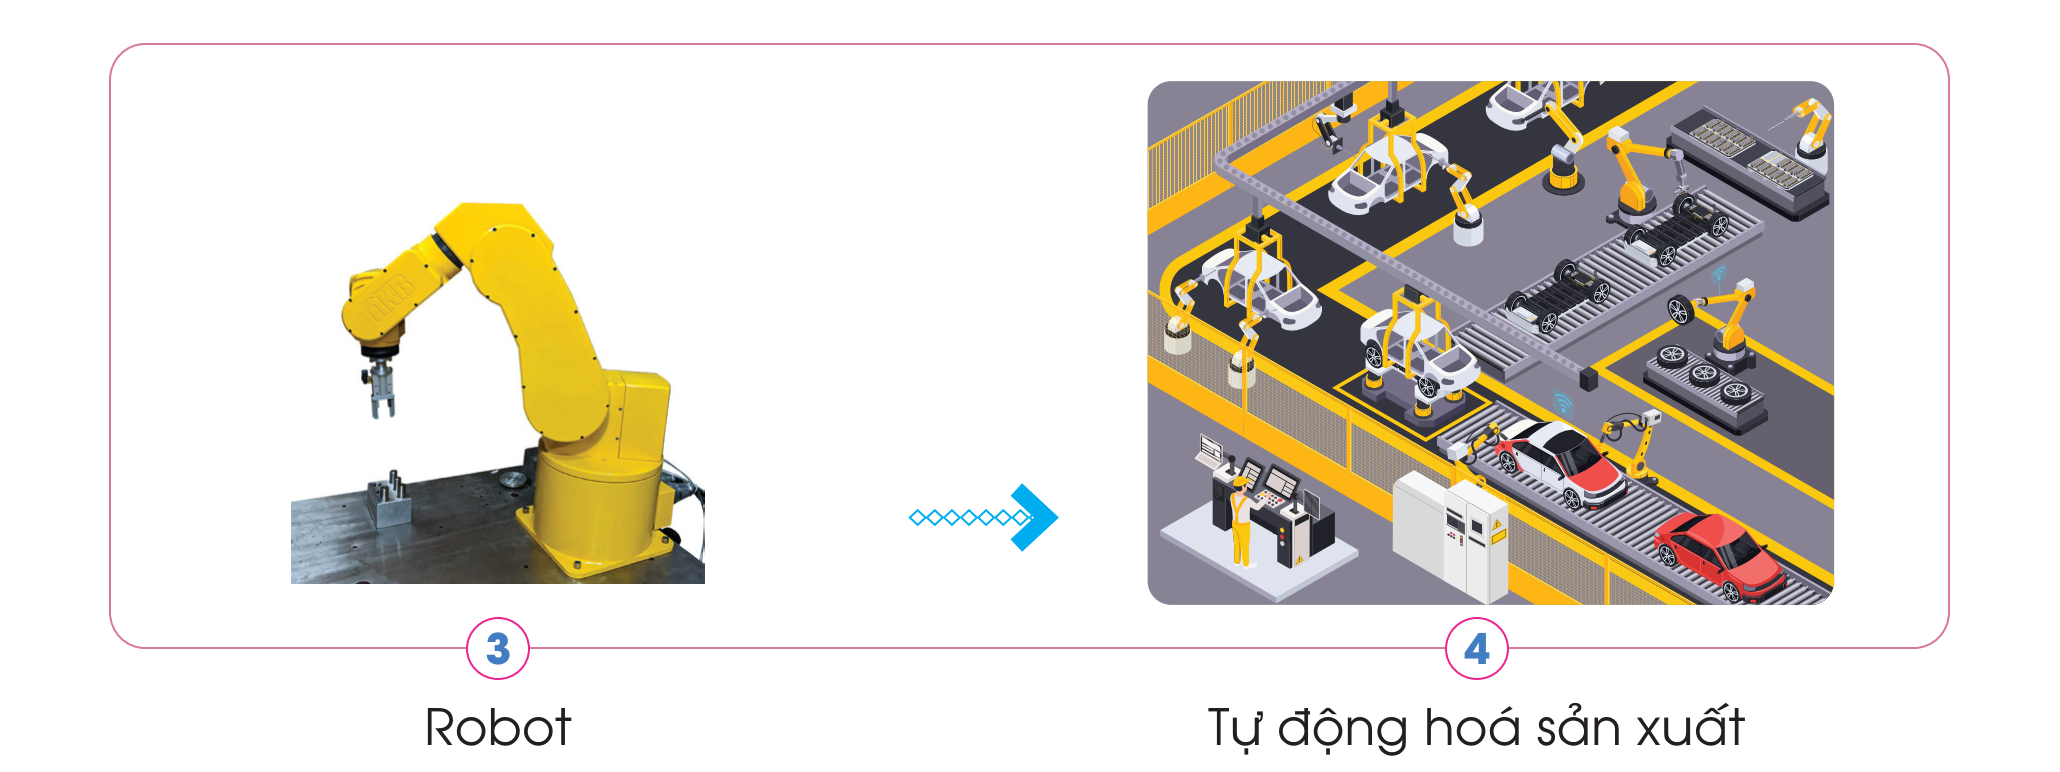 3
4
Robot
Tự động hoá sản xuất